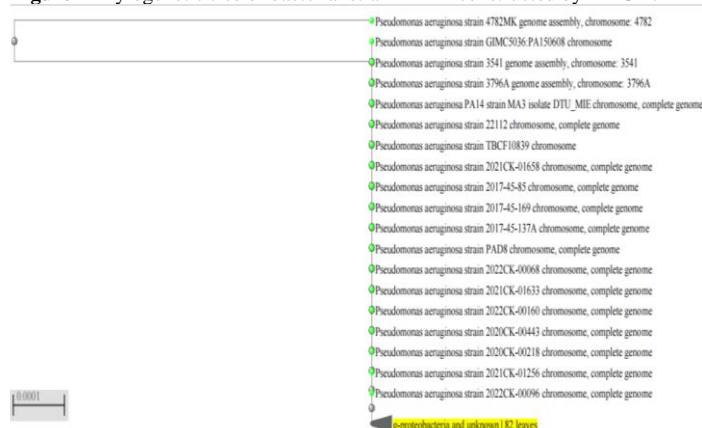 Pseudomonas aeruginosa strain 4782MK genome assembly, chromosome: 4782
Pseudomonas aeruginosa strain GIMC5036:PA150608 chromosome
Pseudomonas aeruginosa strain 3541 genome assembly, chromosome: 3541
Pseudomonas aeruginosa strain 3796A genome assembly, chromosome: 3796A
Pseudomonas aeruginosa PA14 strain MA3 isolate DTU_MIE chromosome, complete genome
Pseudomonas aeruginosa strain 22112 chromosome, complete genome
Pseudomonas aeruginosa strain TBCF10839 chromosome
Pseudomonas aeruginosa strain 2021CK-01658 chromosome, complete genome
Pseudomonas aeruginosa strain 2017-45-85 chromosome, complete genome
Pseudomonas aeruginosa strain 2017-45-169 chromosome, complete genome
Pseudomonas aeruginosa strain 2017-45-137A chromosome, complete genome
Pseudomonas aeruginosa strain PAD8 chromosome, complete genome
Pseudomonas aeruginosa strain 2022CK-00068 chromosome, complete genome
Pseudomonas aeruginosa strain 2021CK-01633 chromosome, complete genome
Pseudomonas aeruginosa strain 2022CK-00160 chromosome, complete genome
Pseudomonas aeruginosa strain 2020CK-00443 chromosome, complete genome
Pseudomonas aeruginosa strain 2020CK-00218 chromosome, complete genome
Pseudomonas aeruginosa strain 2021CK-01256 chromosome, complete genome
Pseudomonas aeruginosa strain 2022CK-00096 chromosome, complete genome
0.0001
g-proteobacteria and unknown | 82 leaves